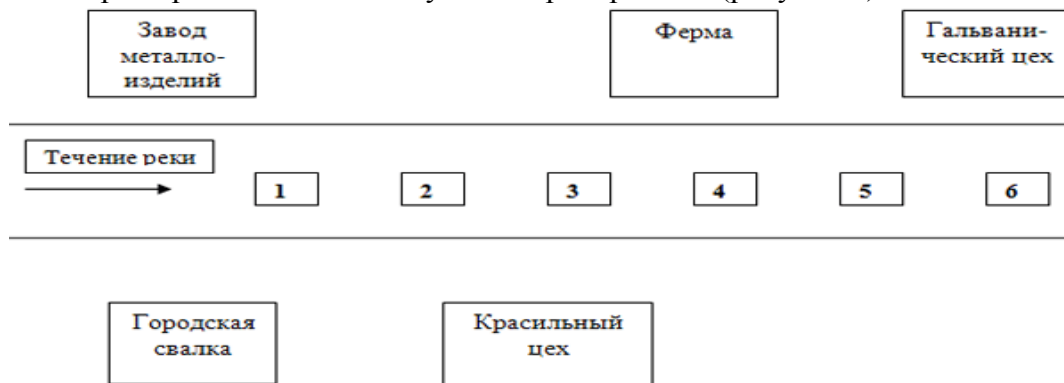 Завод
металло-
изделий
Ферма
Гальвани-
ческий цех
Течение реки
1 2 3 4 5 6
Городская
свалка
Красильный
цех